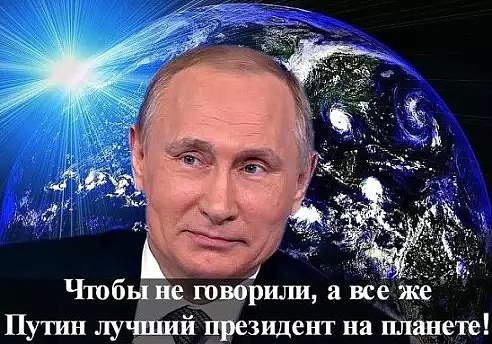 Чтобы не говорили, а все же
Путин лучший президент на планете!